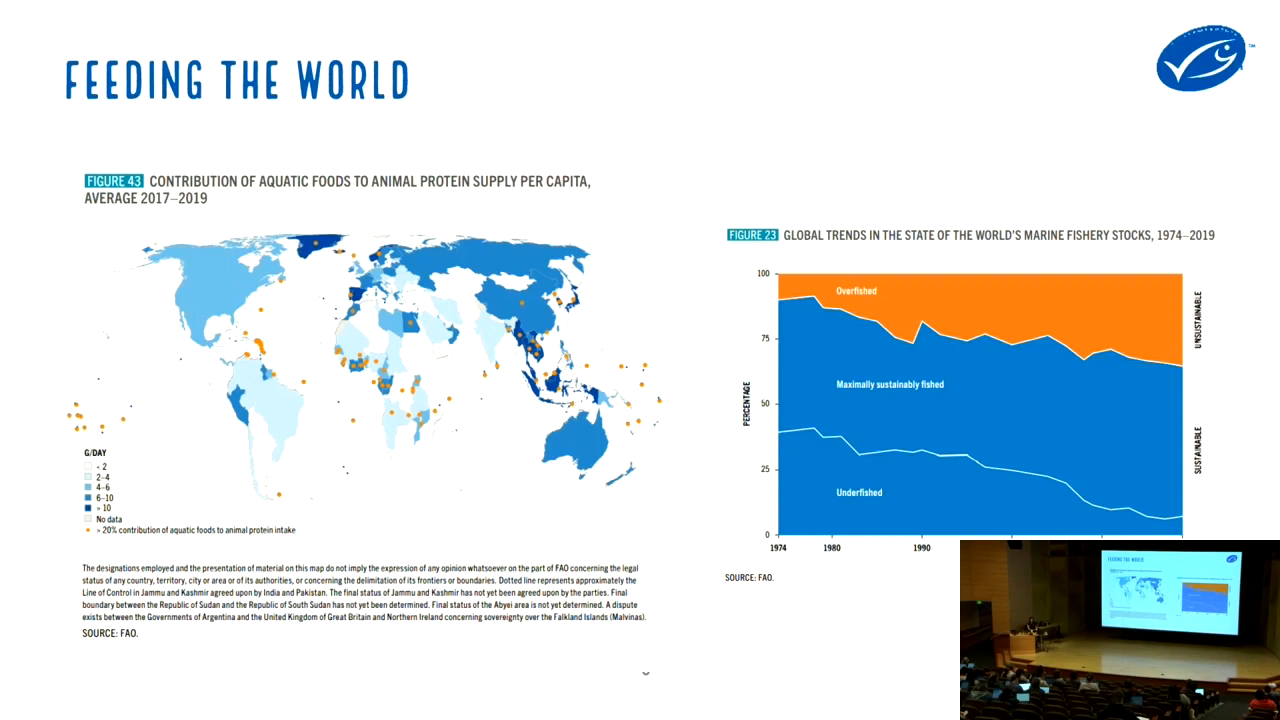 FEEDING THE WORLD
™
FIGURE 43 CONTRIBUTION OF AQUATIC FOODS TO ANIMAL PROTEIN SUPPLY PER CAPITA,
AVERAGE 2017–2019
G/DAY
< 2
2–4
4–6
6–10
> 10
No data
> 20% contribution of aquatic foods to animal protein intake
The designations employed and the presentation of material on this map do not imply the expression of any opinion whatsoever on the part of FAO concerning the legal
status of any country, territory, city or area or of its authorities, or concerning the delimitation of its frontiers or boundaries. Dotted line represents approximately the
Line of Control in Jammu and Kashmir agreed upon by India and Pakistan. The final status of Jammu and Kashmir has not yet been agreed upon by the parties. Final
boundary between the Republic of Sudan and the Republic of South Sudan has not yet been determined. Final status of the Abyei area is not yet determined. A dispute
exists between the Governments of Argentina and the United Kingdom of Great Britain and Northern Ireland concerning sovereignty over the Falkland Islands (Malvinas).
SOURCE: FAO.
FIGURE 23 GLOBAL TRENDS IN THE STATE OF THE WORLD'S MARINE FISHERY STOCKS, 1974–2019
100
75
50
25
0
PERCENTAGE
Overfished
Maximally sustainably fished
Underfished
UNSUSTAINABLE
SUSTAINABLE
1974
1980
1990
SOURCE: FAO.
FEEDING THE WORLD